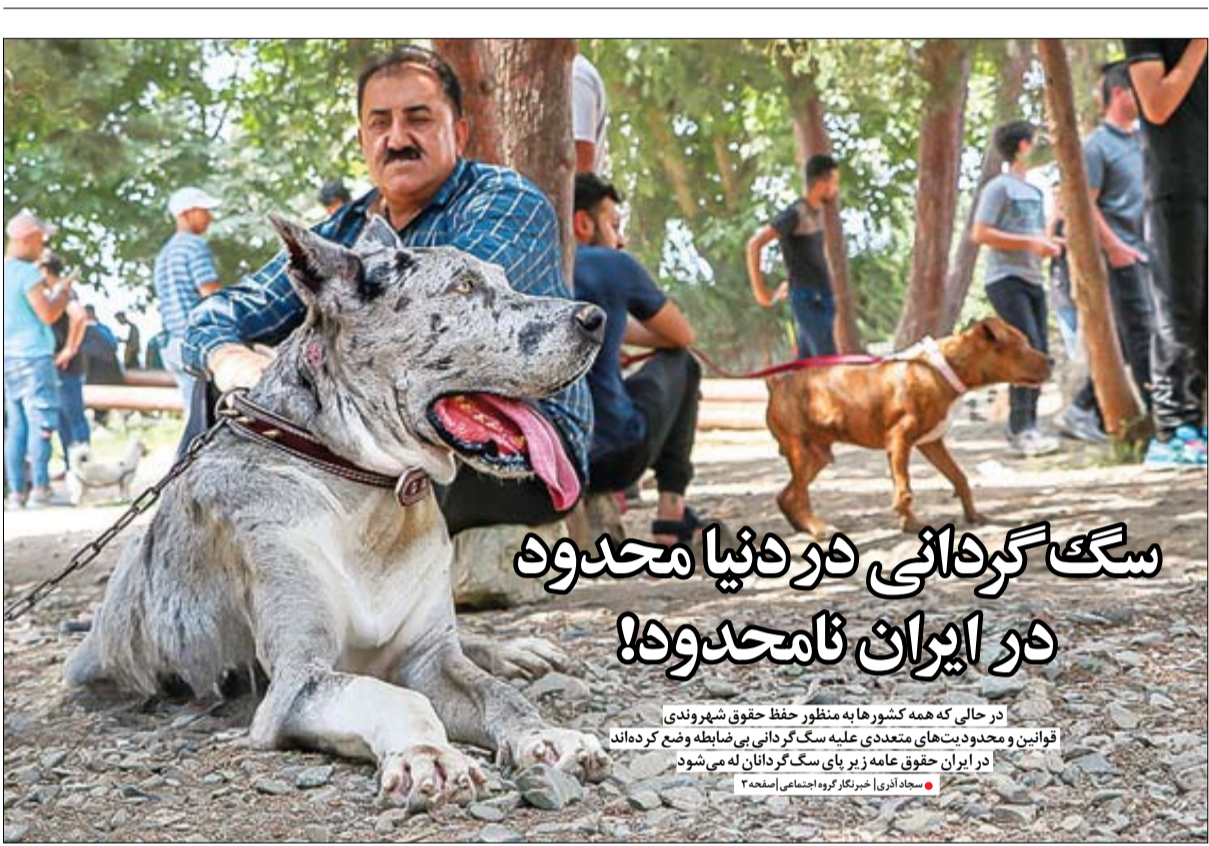 سگ‌گردانی در دنیا محدود
در ایران نامحدود!
در حالی که همه کشورها به منظور حفظ حقوق شهروندی
قوانین و محدودیت‌های متعددی علیه سگ‌گردانی بی‌ضابطه وضع کرده‌اند
در ایران حقوق عامه زیر پای سگ‌گردانان له می‌شود
سجاد آذری| خبرنگار گروه اجتماعی |صفحه ۳